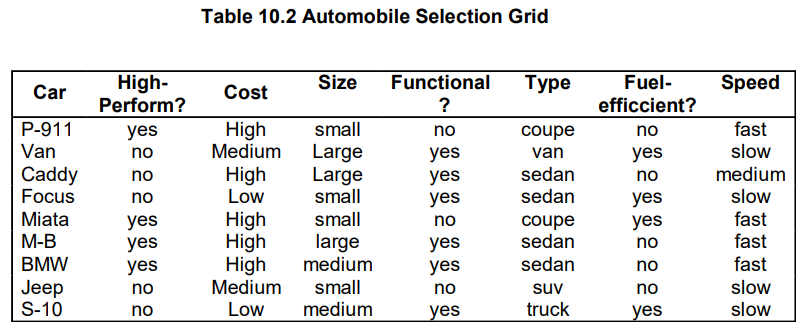 Table 10.2 Automobile Selection Grid
Car High-Perform? Cost Size Functional? Type Fuel-efficcient? Speed
P-911 yes High small no coupe no fast
Van no Medium Large yes van yes slow
Caddy no High Large yes sedan no medium
Focus no Low small yes sedan yes slow
Miata yes High small no coupe yes fast
M-B yes High large yes sedan no fast
BMW yes High medium yes sedan no fast
Jeep no Medium small no suv no slow
S-10 no Low medium yes truck yes slow